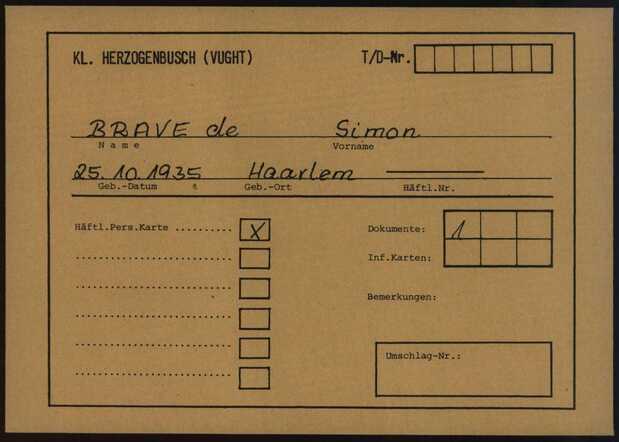 KL. HERZOGENBUSCH (VUGHT) T/D-Nr.
BRAVE de Simon
Name Vorname
25.10.1935 Haarlem
Geb.-Datum Geb.-Ort Häftl.Nr.
Häftl.Pers.Karte .......... X Dokumente: 1
Inf.Karten:
Bemerkungen:
Umschlag-Nr.: